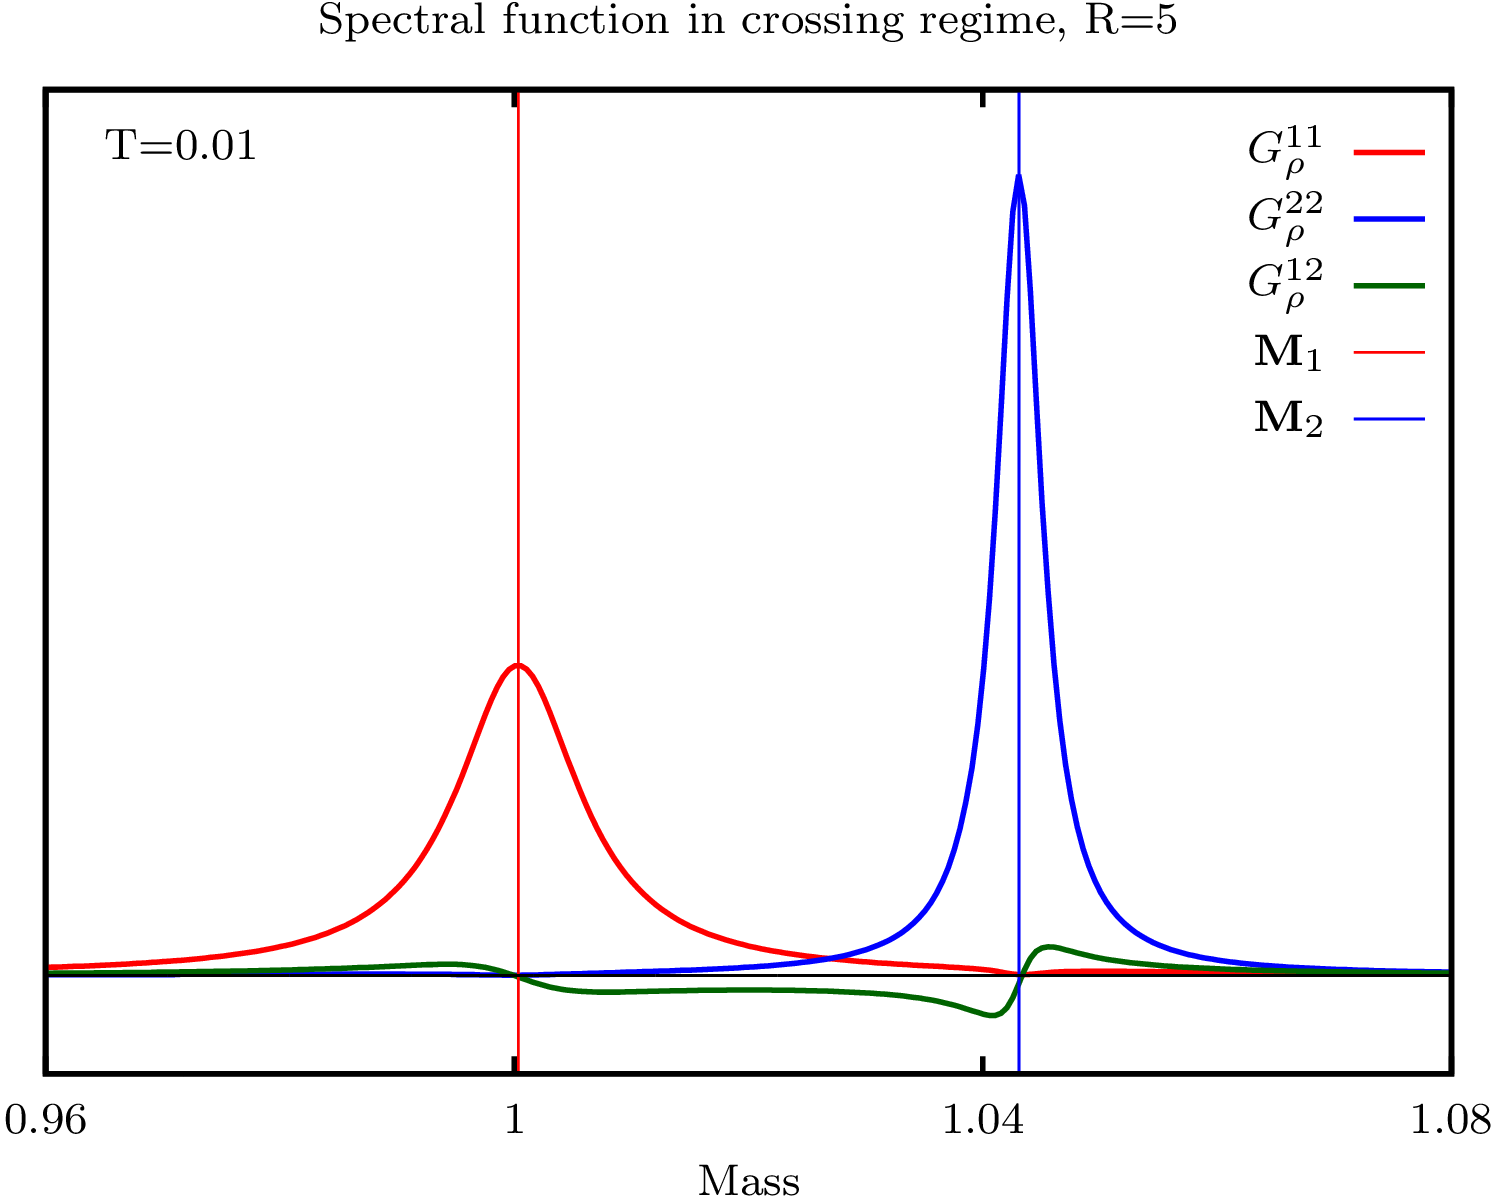 Spectral function in crossing regime, R=5
T=0.01
G_ρ^{11}
G_ρ^{22}
G_ρ^{12}
M_1
M_2
0.96 1 1.04 1.08
Mass